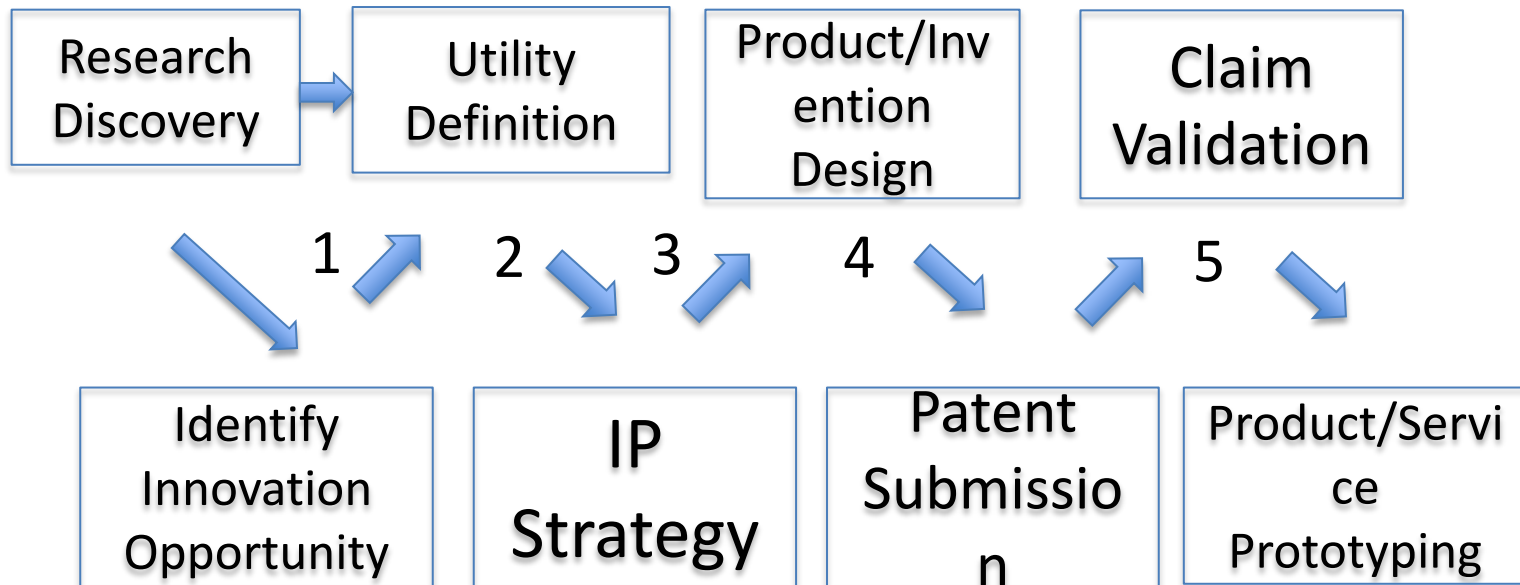 Research
Discovery
Utility
Definition
Product/Inv
ention
Design
Claim
Validation
1
2
3
4
5
Identify
Innovation
Opportunity
IP
Strategy
Patent
Submissio
n
Product/Servi
ce
Prototyping